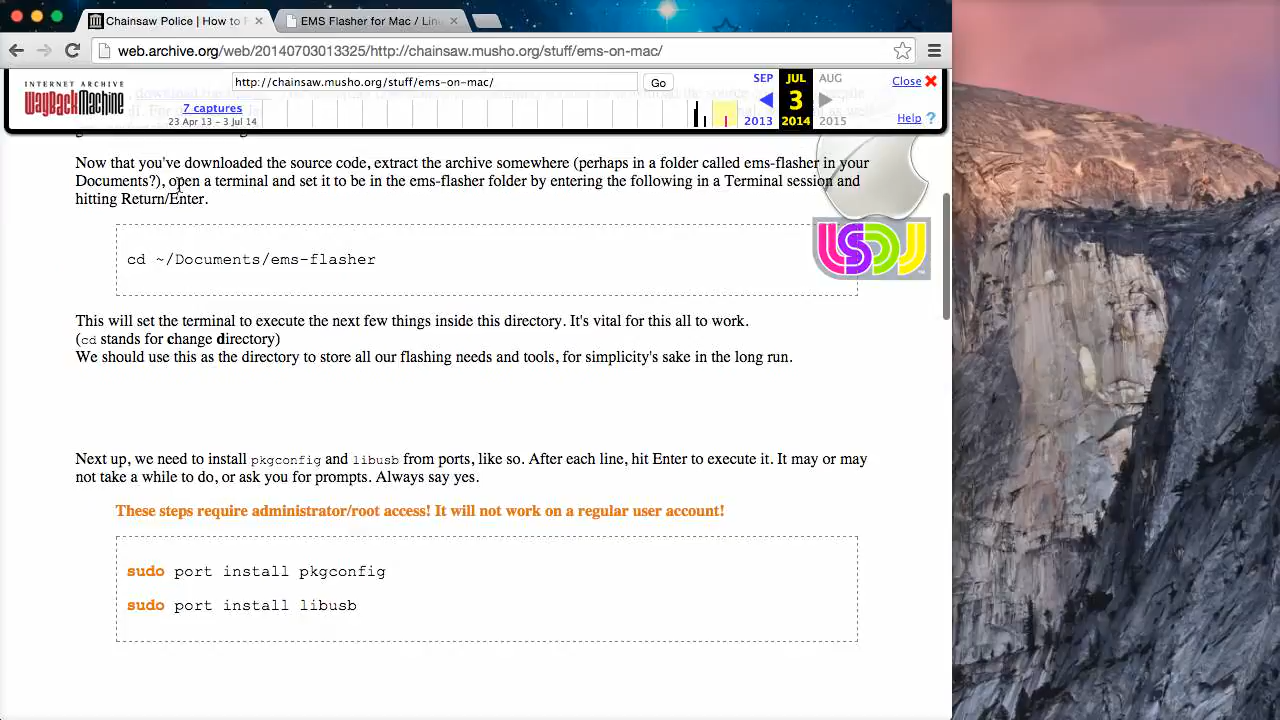 Chainsaw Police | How to
EMS Flasher for Mac / Lin
web.archive.org/web/20140703013325/http://chainsaw.musho.org/stuff/ems-on-mac/
INTERNET ARCHIVE
WayBackMachine
http://chainsaw.musho.org/stuff/ems-on-mac/
Go
7 captures
23 Apr 13 – 3 Jul 14
SEP
JUL
AUG
3
2013
2014
2015
Close
Help ?
Now that you've downloaded the source code, extract the archive somewhere (perhaps in a folder called ems-flasher in your
Documents?), open a terminal and set it to be in the ems-flasher folder by entering the following in a Terminal session and
hitting Return/Enter.
LSDJ
cd ~/Documents/ems-flasher
This will set the terminal to execute the next few things inside this directory. It's vital for this all to work.
(cd stands for change directory)
We should use this as the directory to store all our flashing needs and tools, for simplicity's sake in the long run.
Next up, we need to install pkgconfig and libusb from ports, like so. After each line, hit Enter to execute it. It may or may
not take a while to do, or ask you for prompts. Always say yes.
These steps require administrator/root access! It will not work on a regular user account!
sudo port install pkgconfig
sudo port install libusb